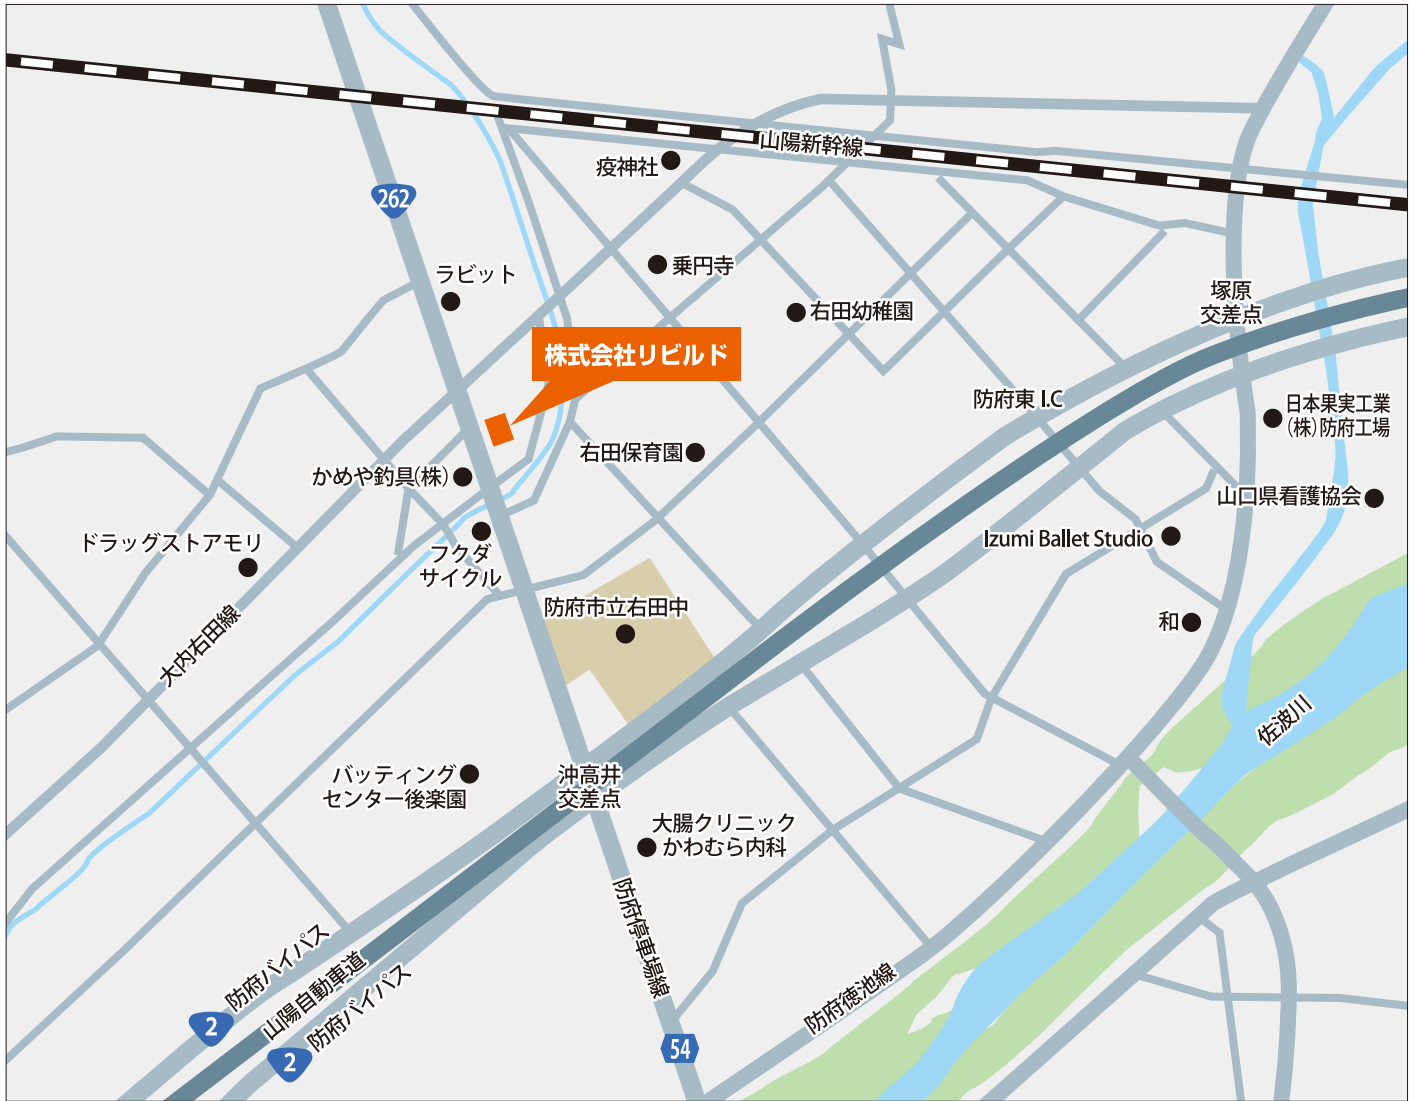 山陽新幹線
疫神社
262
乗円寺
ラビット
右田幼稚園
塚原
交差点
株式会社リビルド
防府東 I.C
日本果実工業
(株)防府工場
右田保育園
かめや釣具(株)
山口県看護協会
ドラッグストアモリ
フクダ
サイクル
Izumi Ballet Studio
防府市立右田中
和
大内右田線
佐波川
バッティング
センター後楽園
沖高井
交差点
大腸クリニック
かわむら内科
防府停車場線
防府バイパス
山陽自動車道
防府バイパス
防府徳池線
2
2
54